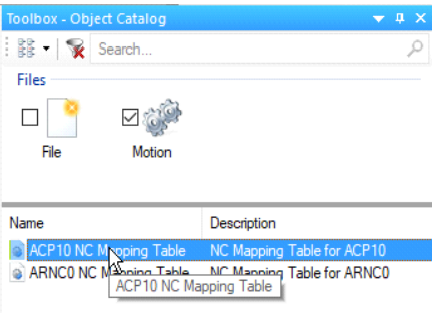 Toolbox - Object Catalog
Search...
Files
File Motion
Name Description
ACP10 NC Mapping Table NC Mapping Table for ACP10
ARNC0 NC Mapping Table NC Mapping Table for ARNC0
ACP10 NC Mapping Table